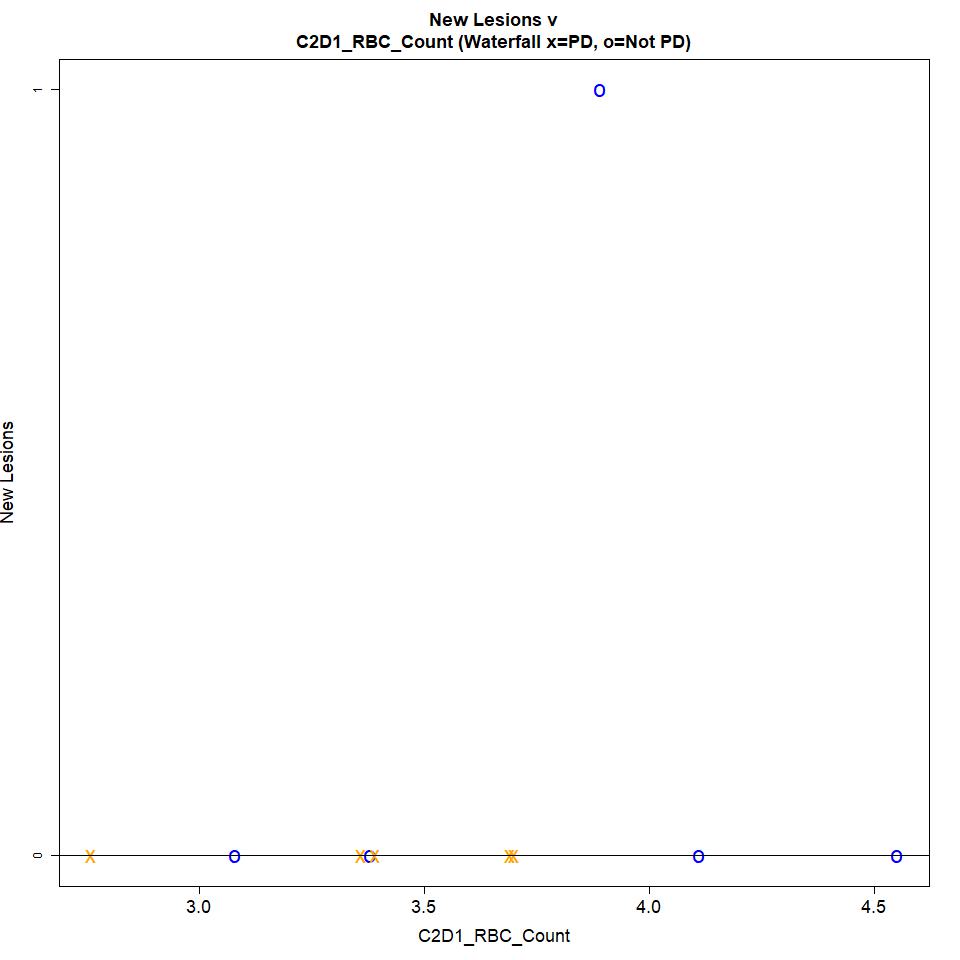 New Lesions v
C2D1_RBC_Count (Waterfall x=PD, o=Not PD)
New Lesions
1
0
3.0 3.5 4.0 4.5
C2D1_RBC_Count